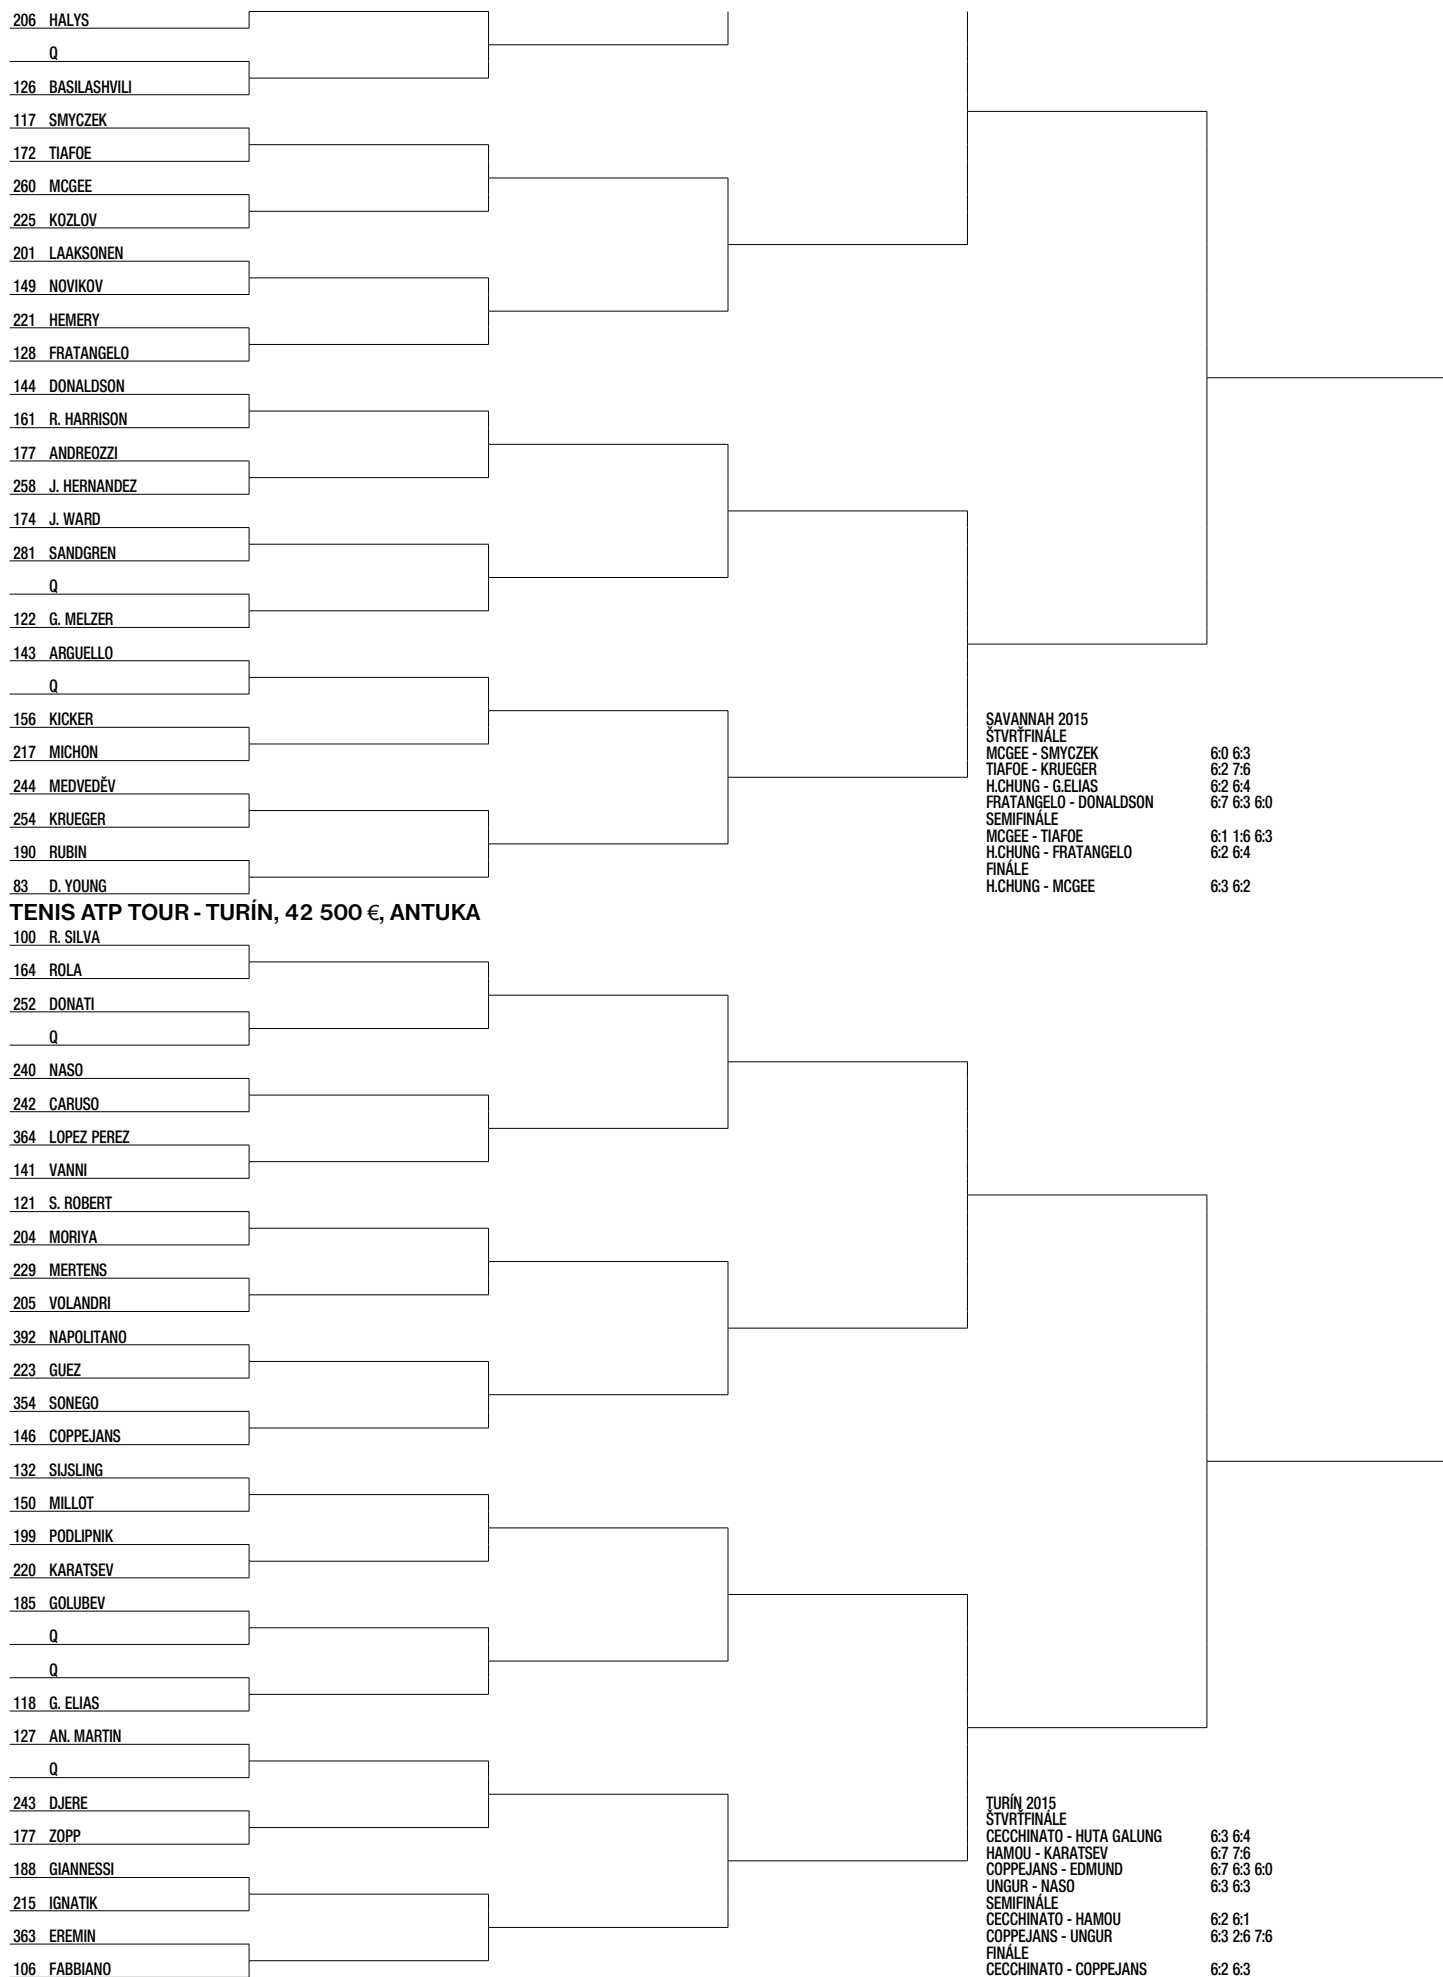 206 HALYS
Q
126 BASILASHVILI
117 SMYCZEK
172 TIAFOE
260 MCGEE
225 KOZLOV
201 LAAKSONEN
149 NOVIKOV
221 HEMERY
128 FRATANGELO
144 DONALDSON
161 R. HARRISON
177 ANDREOZZI
258 J. HERNANDEZ
174 J. WARD
281 SANDGREN
Q
122 G. MELZER
143 ARGUELLO
Q
156 KICKER
217 MICHON
244 MEDVEDĚV
254 KRUEGER
190 RUBIN
83 D. YOUNG
SAVANNAH 2015
ŠTVRŤFINÁLE
MCGEE - SMYCZEK 6:0 6:3
TIAFOE - KRUEGER 6:2 7:6
H.CHUNG - G.ELIAS 6:2 6:4
FRATANGELO - DONALDSON 6:7 6:3 6:0
SEMIFINÁLE
MCGEE - TIAFOE 6:1 1:6 6:3
H.CHUNG - FRATANGELO 6:2 6:4
FINÁLE
H.CHUNG - MCGEE 6:3 6:2
TENIS ATP TOUR - TURÍN, 42 500 €, ANTUKA
100 R. SILVA
164 ROLA
252 DONATI
Q
240 NASO
242 CARUSO
364 LOPEZ PEREZ
141 VANNI
121 S. ROBERT
204 MORIYA
229 MERTENS
205 VOLANDRI
392 NAPOLITANO
223 GUEZ
354 SONEGO
146 COPPEJANS
132 SIJSLING
150 MILLOT
199 PODLIPNIK
220 KARATSEV
185 GOLUBEV
Q
Q
118 G. ELIAS
127 AN. MARTIN
Q
243 DJERE
177 ZOPP
188 GIANNESSI
215 IGNATIK
363 EREMIN
106 FABBIANO
TURÍN 2015
ŠTVRŤFINÁLE
CECCHINATO - HUTA GALUNG 6:3 6:4
HAMOU - KARATSEV 6:7 7:6
COPPEJANS - EDMUND 6:7 6:3 6:0
UNGUR - NASO 6:3 6:3
SEMIFINÁLE
CECCHINATO - HAMOU 6:2 6:1
COPPEJANS - UNGUR 6:3 2:6 7:6
FINÁLE
CECCHINATO - COPPEJANS 6:2 6:3